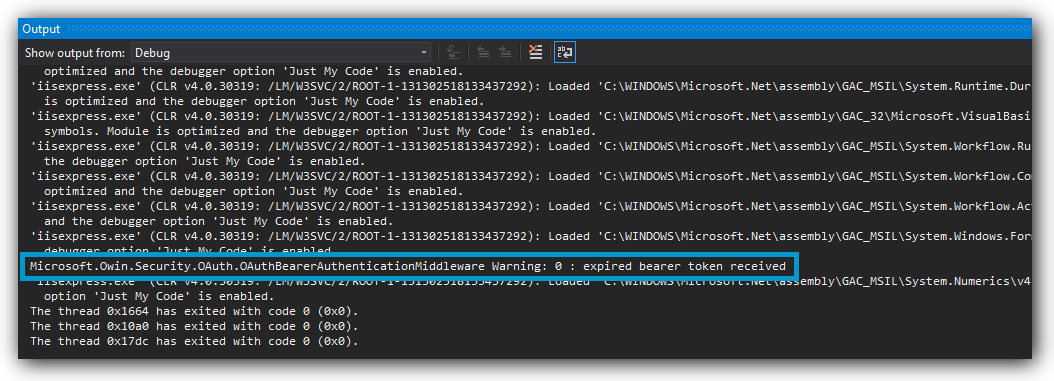 Output
Show output from: Debug
optimized and the debugger option 'Just My Code' is enabled.
'iisexpress.exe' (CLR v4.0.30319: /LM/W3SVC/2/ROOT-1-131302518133437292): Loaded 'C:\WINDOWS\Microsoft.Net\assembly\GAC_MSIL\System.Runtime.Dur
is optimized and the debugger option 'Just My Code' is enabled.
'iisexpress.exe' (CLR v4.0.30319: /LM/W3SVC/2/ROOT-1-131302518133437292): Loaded 'C:\WINDOWS\Microsoft.Net\assembly\GAC_32\Microsoft.VisualBasi
symbols. Module is optimized and the debugger option 'Just My Code' is enabled.
'iisexpress.exe' (CLR v4.0.30319: /LM/W3SVC/2/ROOT-1-131302518133437292): Loaded 'C:\WINDOWS\Microsoft.Net\assembly\GAC_MSIL\System.Workflow.Ru
the debugger option 'Just My Code' is enabled.
'iisexpress.exe' (CLR v4.0.30319: /LM/W3SVC/2/ROOT-1-131302518133437292): Loaded 'C:\WINDOWS\Microsoft.Net\assembly\GAC_MSIL\System.Workflow.Co
optimized and the debugger option 'Just My Code' is enabled.
'iisexpress.exe' (CLR v4.0.30319: /LM/W3SVC/2/ROOT-1-131302518133437292): Loaded 'C:\WINDOWS\Microsoft.Net\assembly\GAC_MSIL\System.Workflow.Ac
and the debugger option 'Just My Code' is enabled.
'iisexpress.exe' (CLR v4.0.30319: /LM/W3SVC/2/ROOT-1-131302518133437292): Loaded 'C:\WINDOWS\Microsoft.Net\assembly\GAC_MSIL\System.Windows.For
debugger option 'Just My Code' is enabled.
Microsoft.Owin.Security.OAuth.OAuthBearerAuthenticationMiddleware Warning: 0 : expired bearer token received
'iisexpress.exe' (CLR v4.0.30319: /LM/W3SVC/2/ROOT-1-131302518133437292): Loaded 'C:\WINDOWS\Microsoft.Net\assembly\GAC_MSIL\System.Numerics\v4
option 'Just My Code' is enabled.
The thread 0x1664 has exited with code 0 (0x0).
The thread 0x10a0 has exited with code 0 (0x0).
The thread 0x17dc has exited with code 0 (0x0).